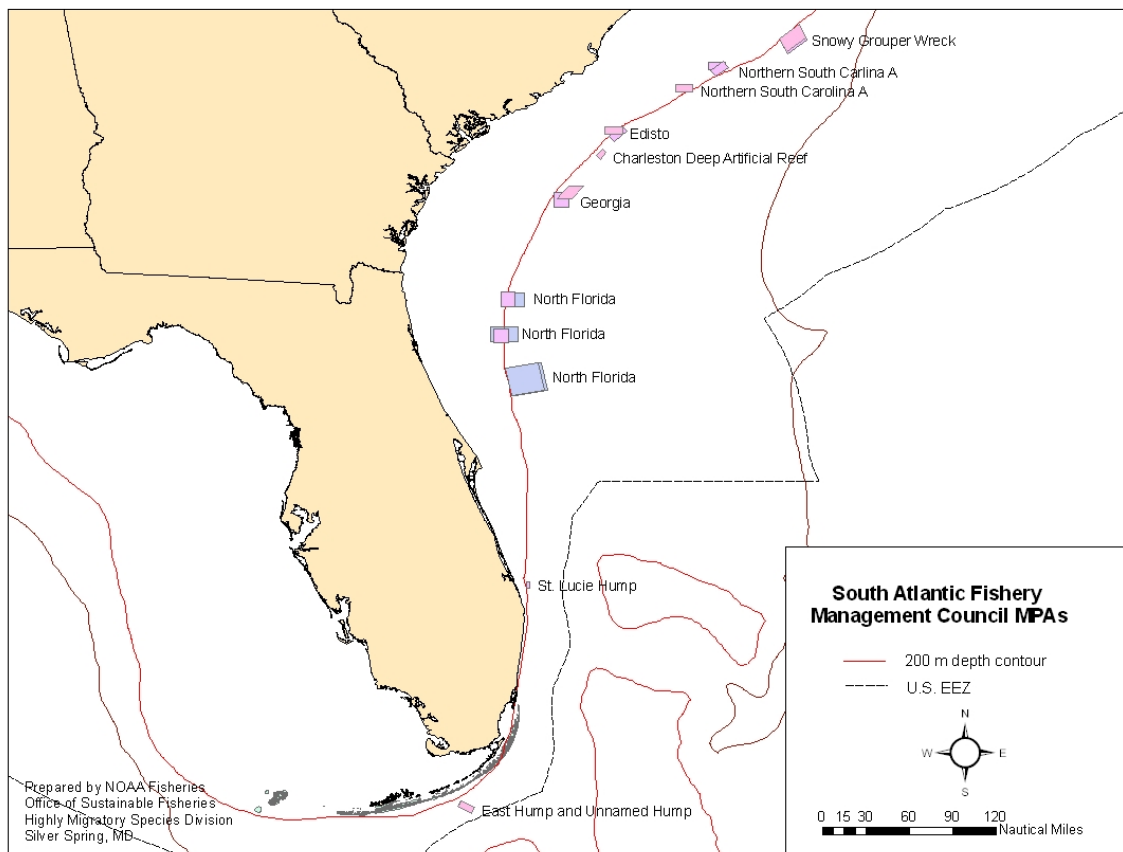 Snowy Grouper Wreck
Northern South Carlina A
Northern South Carolina A
Edisto
Charleston Deep Artificial Reef
Georgia
North Florida
North Florida
North Florida
St. Lucie Hump
East Hump and Unnamed Hump
Prepared by NOAA Fisheries
Office of Sustainable Fisheries
Highly Migratory Species Division
Silver Spring, MD
South Atlantic Fishery
Management Council MPAs
200 m depth contour
U.S. EEZ
N
W E
S
0 15 30 60 90 120
Nautical Miles